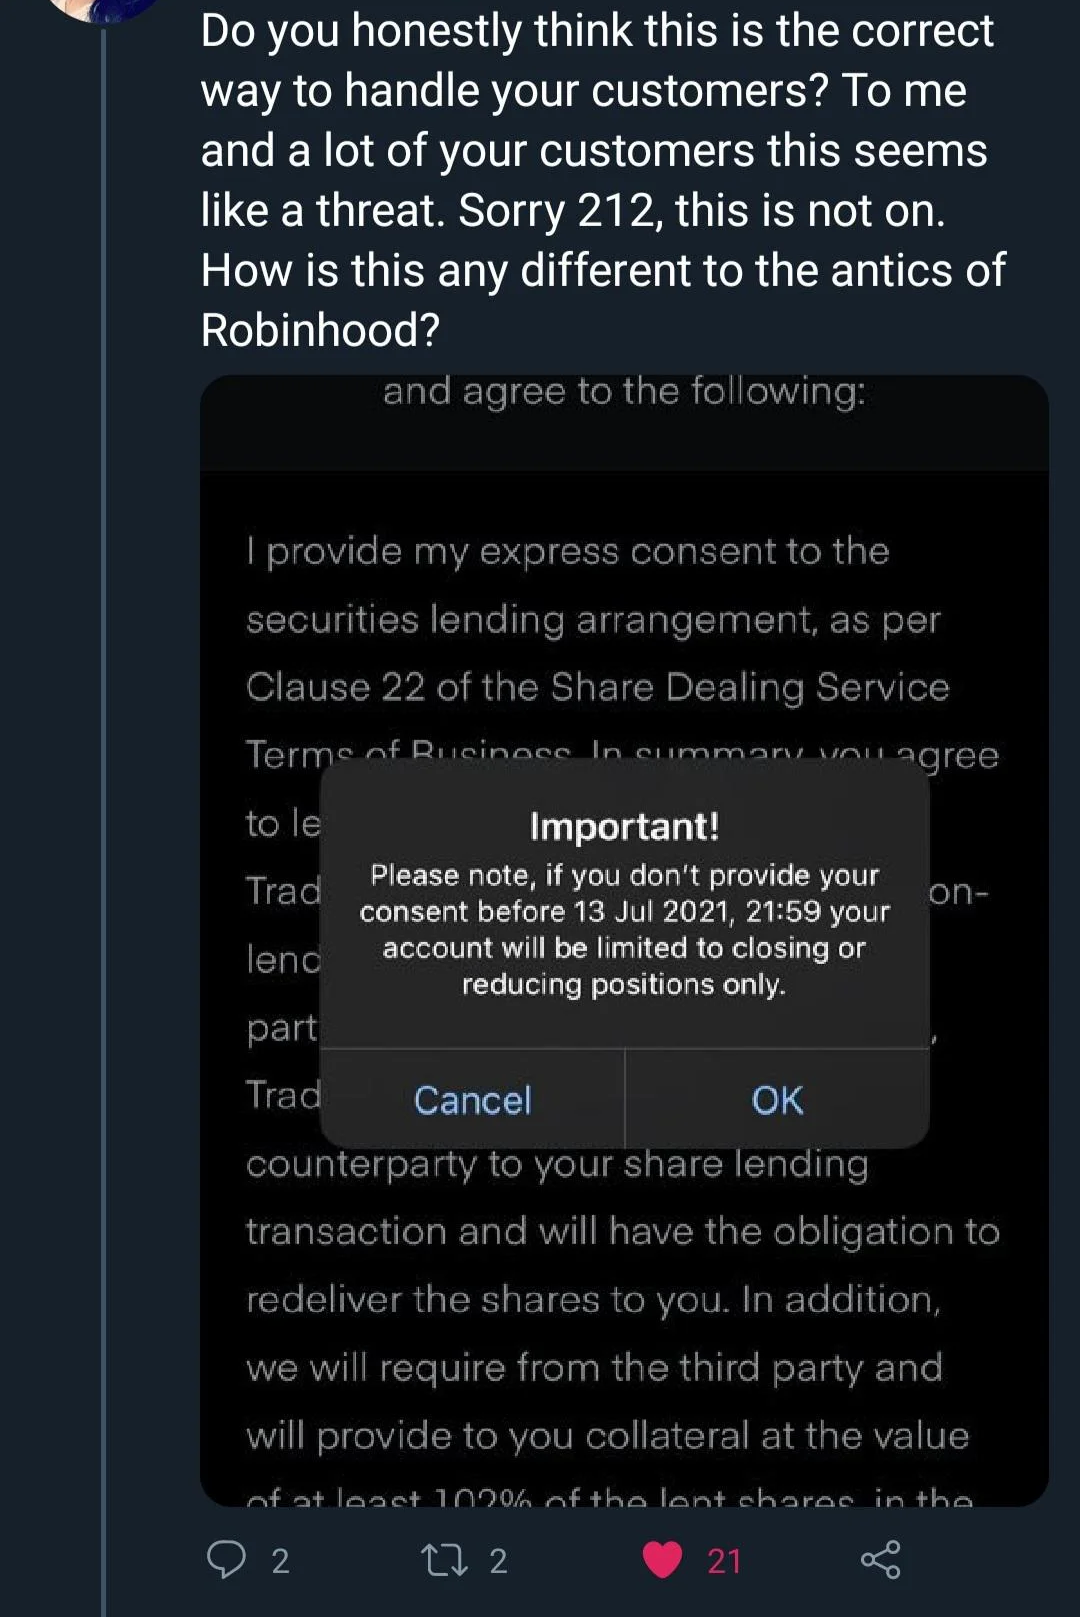 Do you honestly think this is the correct
way to handle your customers? To me
and a lot of your customers this seems
like a threat. Sorry 212, this is not on.
How is this any different to the antics of
Robinhood?
and agree to the following:
I provide my express consent to the
securities lending arrangement, as per
Clause 22 of the Share Dealing Service
Terms of Business. In summary you agree
to le
Trad on-
lend
part ,
Trad
Important!
Please note, if you don't provide your
consent before 13 Jul 2021, 21:59 your
account will be limited to closing or
reducing positions only.
Cancel OK
counterparty to your share lending
transaction and will have the obligation to
redeliver the shares to you. In addition,
we will require from the third party and
will provide to you collateral at the value
of at least 102% of the lent shares, in the
2 2 21